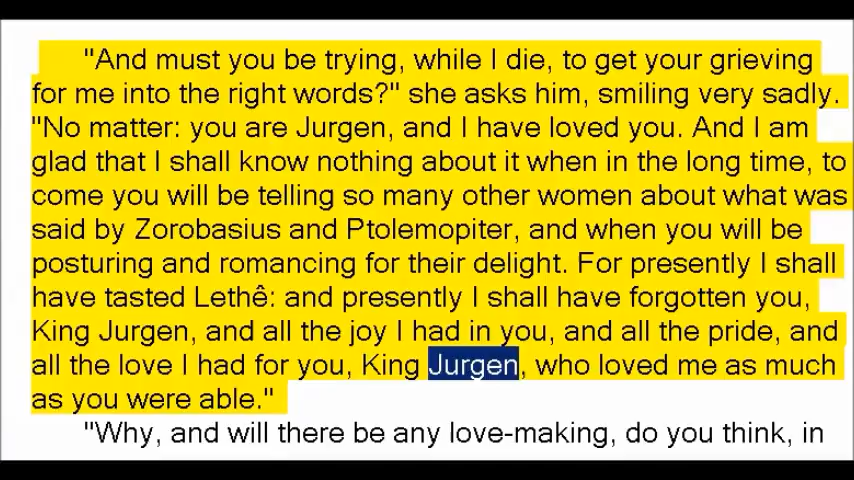 "And must you be trying, while I die, to get your grieving
for me into the right words?" she asks him, smiling very sadly.
"No matter: you are Jurgen, and I have loved you. And I am
glad that I shall know nothing about it when in the long time, to
come you will be telling so many other women about what was
said by Zorobasius and Ptolemopiter, and when you will be
posturing and romancing for their delight. For presently I shall
have tasted Lethê: and presently I shall have forgotten you,
King Jurgen, and all the joy I had in you, and all the pride, and
all the love I had for you, King Jurgen, who loved me as much
as you were able."
"Why, and will there be any love-making, do you think, in